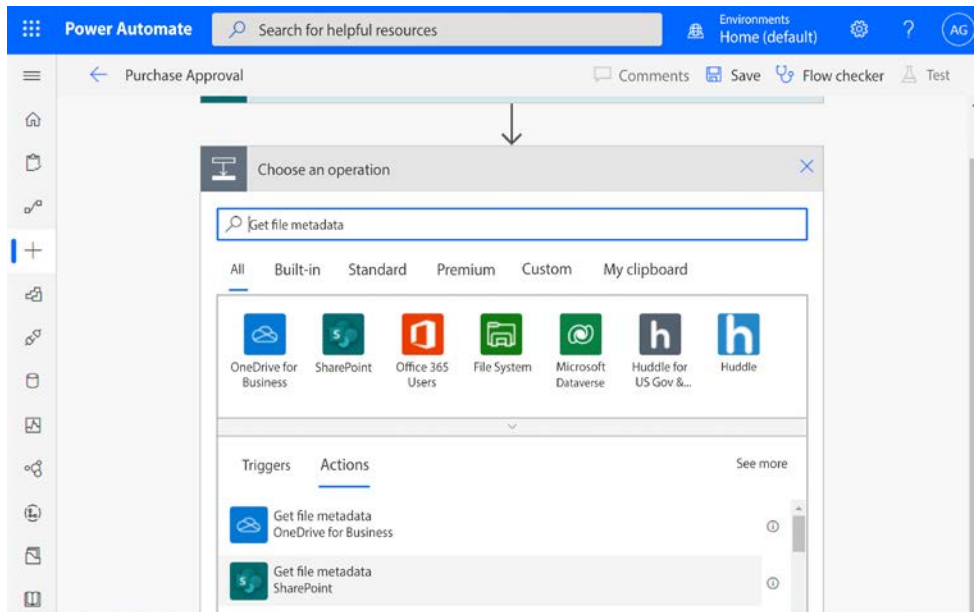 Power Automate
Search for helpful resources
Environments
Home (default)
?
AG
Purchase Approval
Comments
Save
Flow checker
Test
Choose an operation
Get file metadata
All
Built-in
Standard
Premium
Custom
My clipboard
OneDrive for
Business
SharePoint
Office 365
Users
File System
Microsoft
Dataverse
Huddle for
US Gov &...
Huddle
Triggers
Actions
See more
Get file metadata
OneDrive for Business
Get file metadata
SharePoint